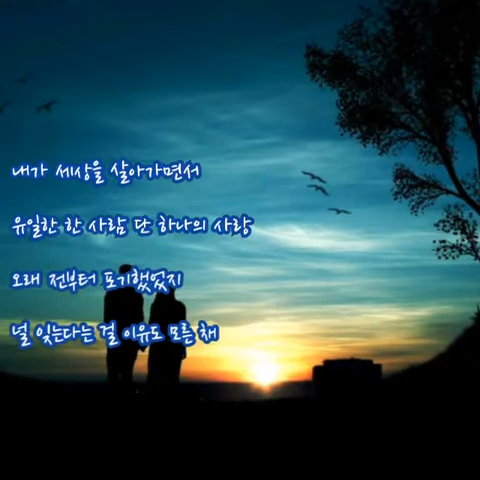 내가 세상을 살아가면서
유일한 한 사람 단 하나의 사랑
오래 전부터 포기했었지
널 잊는다는 걸 이유도 모른 채